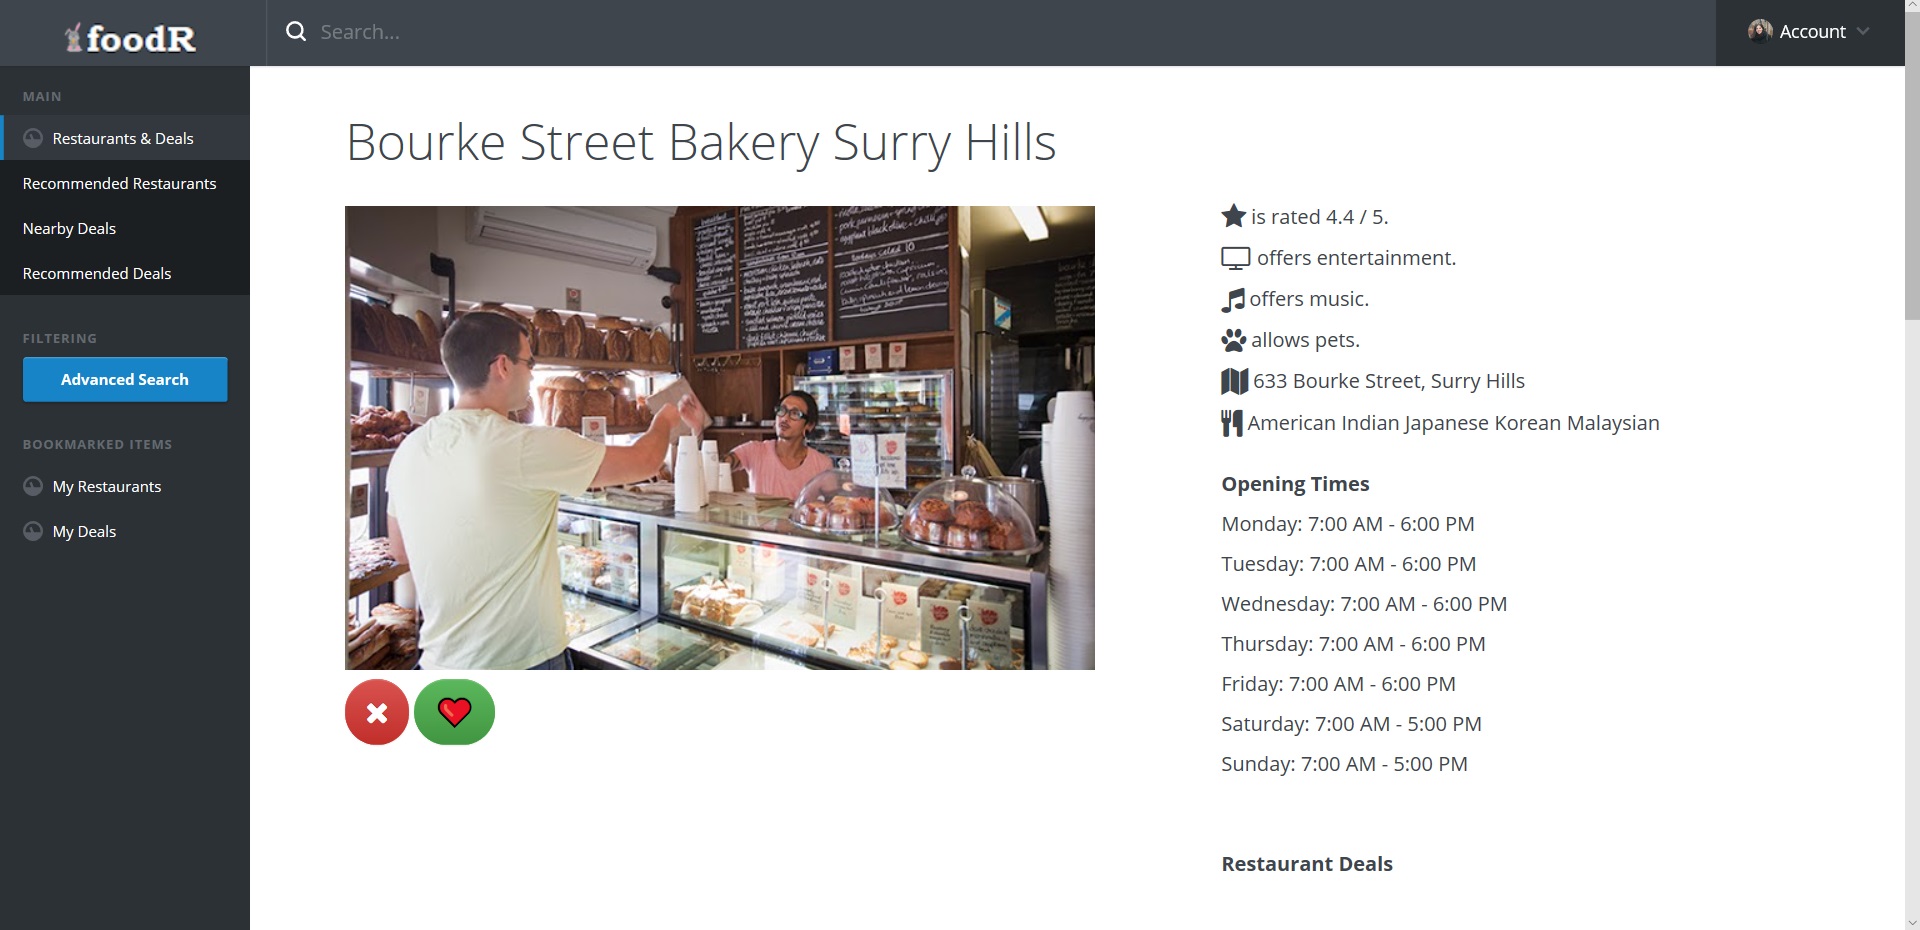 foodR
Search...
Account
MAIN
Restaurants & Deals
Recommended Restaurants
Nearby Deals
Recommended Deals
FILTERING
Advanced Search
BOOKMARKED ITEMS
My Restaurants
My Deals
Bourke Street Bakery Surry Hills
is rated 4.4 / 5.
offers entertainment.
offers music.
allows pets.
633 Bourke Street, Surry Hills
American Indian Japanese Korean Malaysian
Opening Times
Monday: 7:00 AM - 6:00 PM
Tuesday: 7:00 AM - 6:00 PM
Wednesday: 7:00 AM - 6:00 PM
Thursday: 7:00 AM - 6:00 PM
Friday: 7:00 AM - 6:00 PM
Saturday: 7:00 AM - 5:00 PM
Sunday: 7:00 AM - 5:00 PM
Restaurant Deals